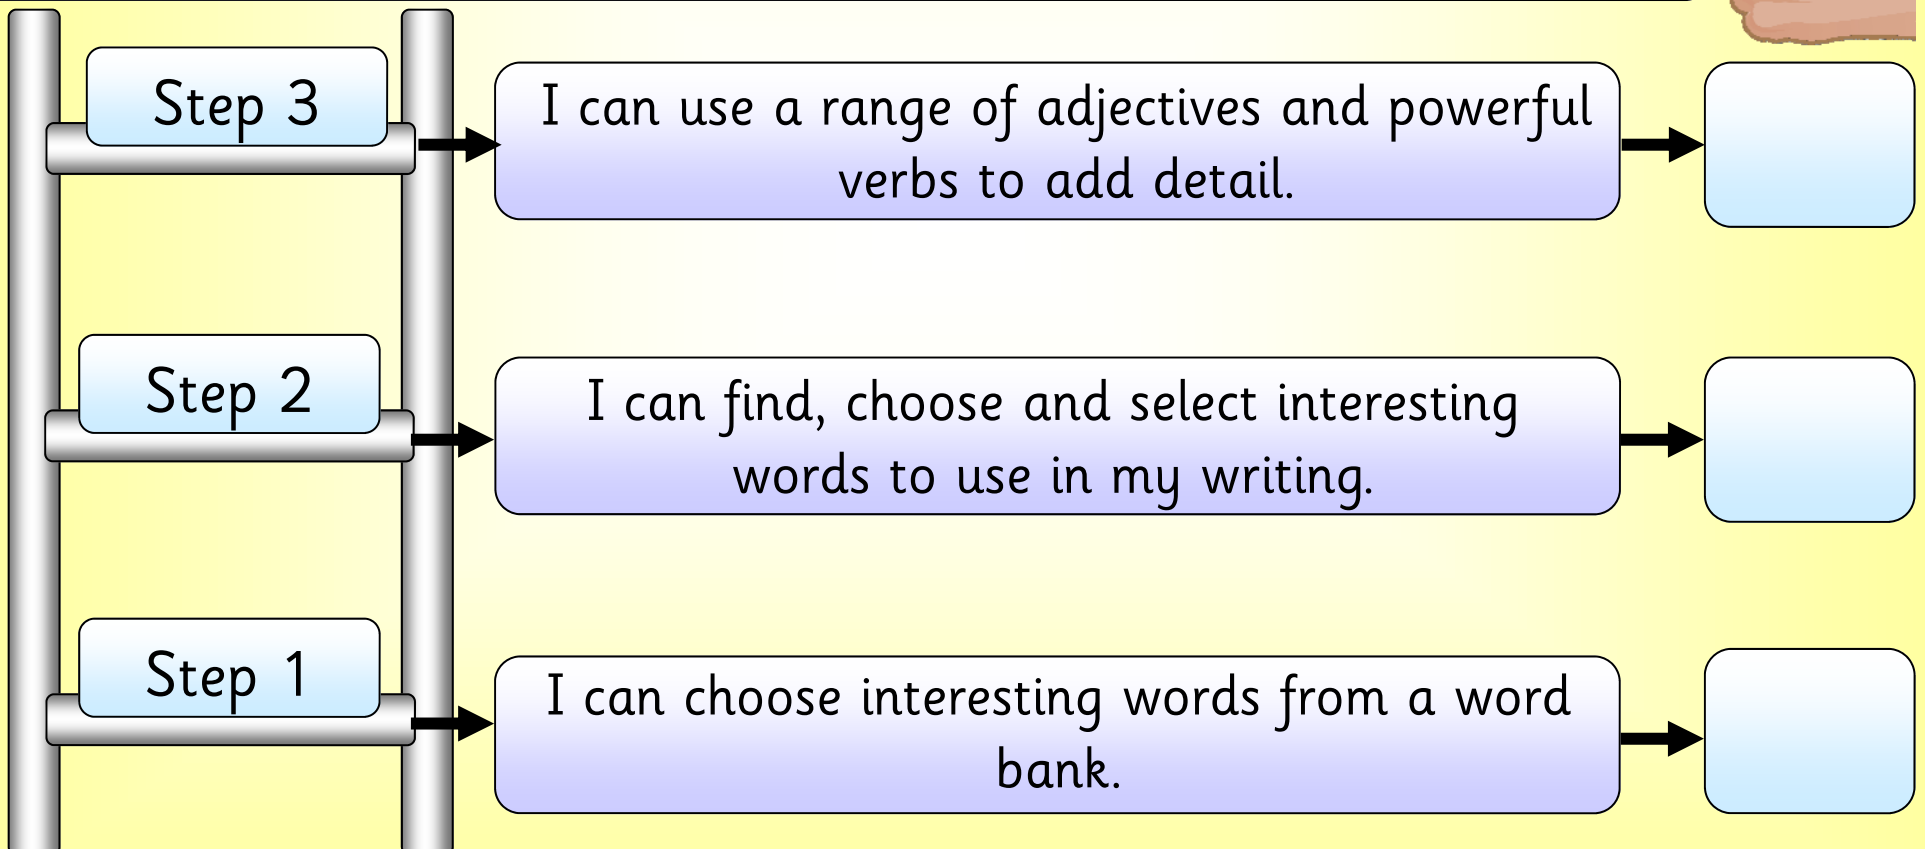 Step 3
I can use a range of adjectives and powerful
verbs to add detail.
Step 2
I can find, choose and select interesting
words to use in my writing.
Step 1
I can choose interesting words from a word
bank.